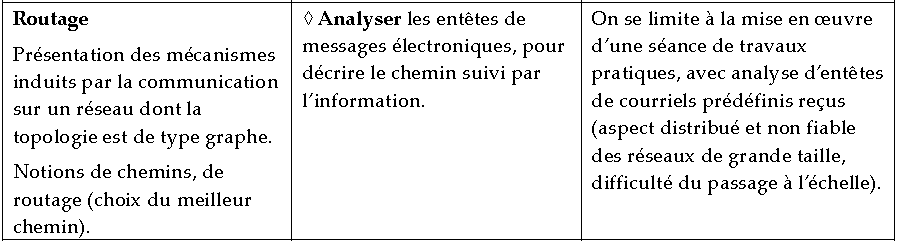 Routage
Présentation des mécanismes
induits par la communication
sur un réseau dont la
topologie est de type graphe.
Notions de chemins, de
routage (choix du meilleur
chemin).
◊ Analyser les entêtes de
messages électroniques, pour
décrire le chemin suivi par
l’information.
On se limite à la mise en œuvre
d’une séance de travaux
pratiques, avec analyse d’entêtes
de courriels prédéfinis reçus
(aspect distribué et non fiable
des réseaux de grande taille,
difficulté du passage à l’échelle).